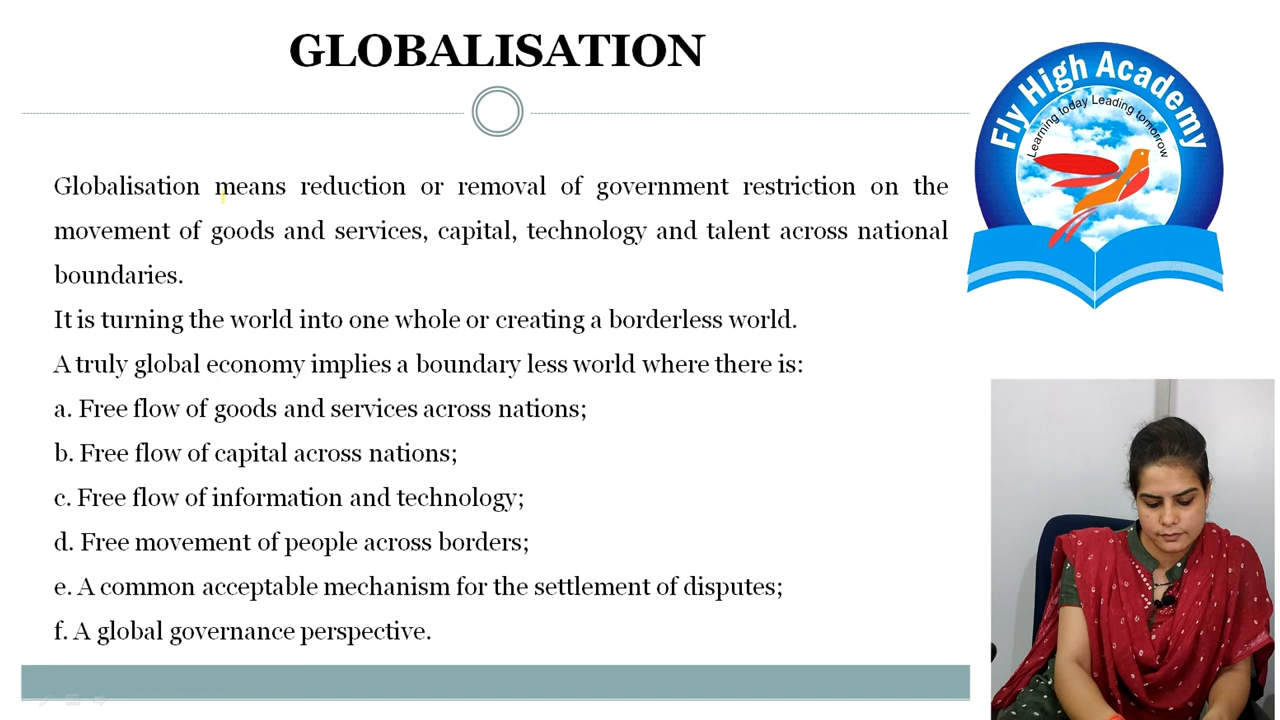 GLOBALISATION
Fly High Academy
Learning today Leading tomorrow
Globalisation means reduction or removal of government restriction on the
movement of goods and services, capital, technology and talent across national
boundaries.
It is turning the world into one whole or creating a borderless world.
A truly global economy implies a boundary less world where there is:
a. Free flow of goods and services across nations;
b. Free flow of capital across nations;
c. Free flow of information and technology;
d. Free movement of people across borders;
e. A common acceptable mechanism for the settlement of disputes;
f. A global governance perspective.